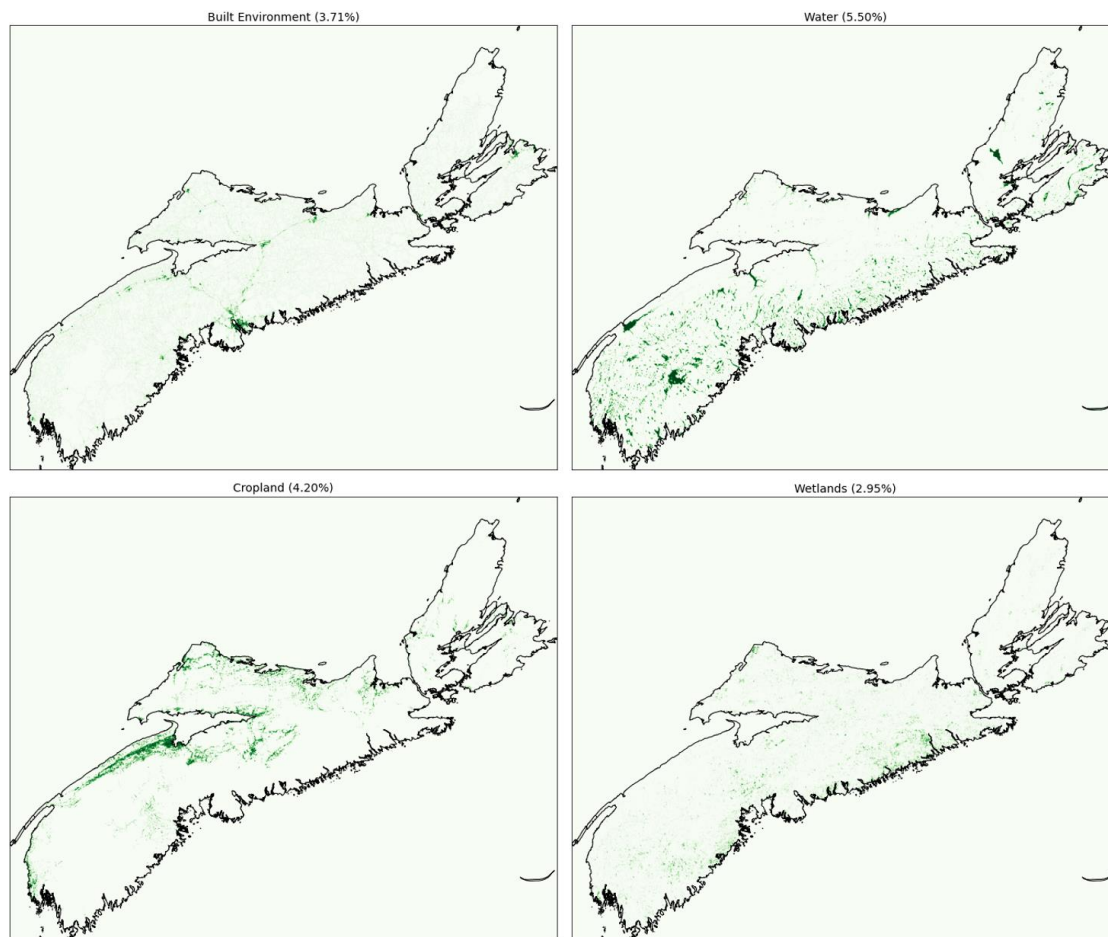 Built Environment (3.71%)
Water (5.50%)
Cropland (4.20%)
Wetlands (2.95%)